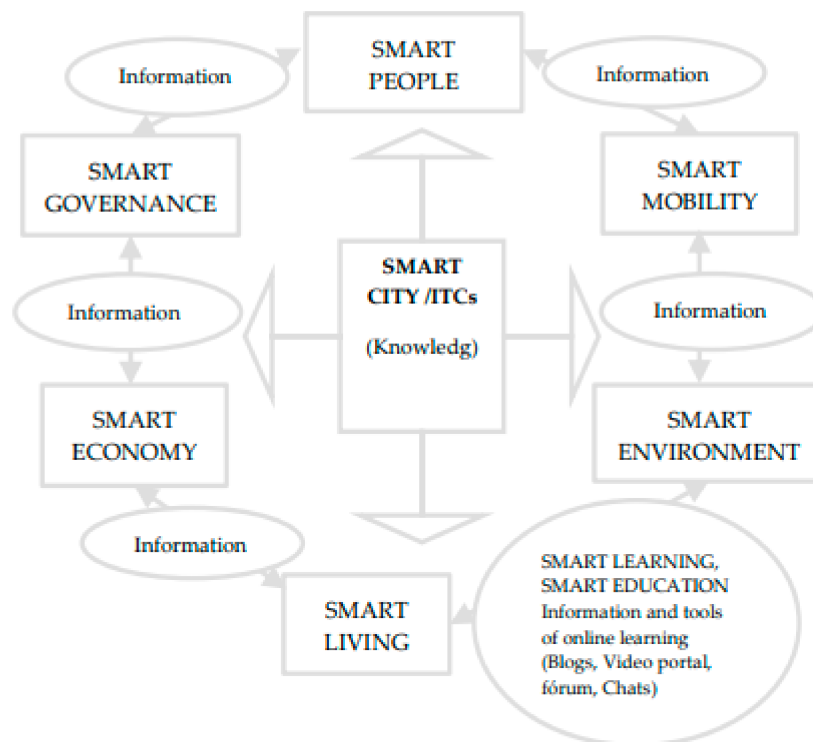 SMART
PEOPLE
Information
Information
SMART
GOVERNANCE
SMART
MOBILITY
SMART
CITY /ITCs
(Knowledg)
Information
Information
SMART
ECONOMY
SMART
ENVIRONMENT
Information
SMART LIVING
SMART LEARNING,
SMART EDUCATION
Information and tools
of online learning
(Blogs, Video portal,
fórum, Chats)